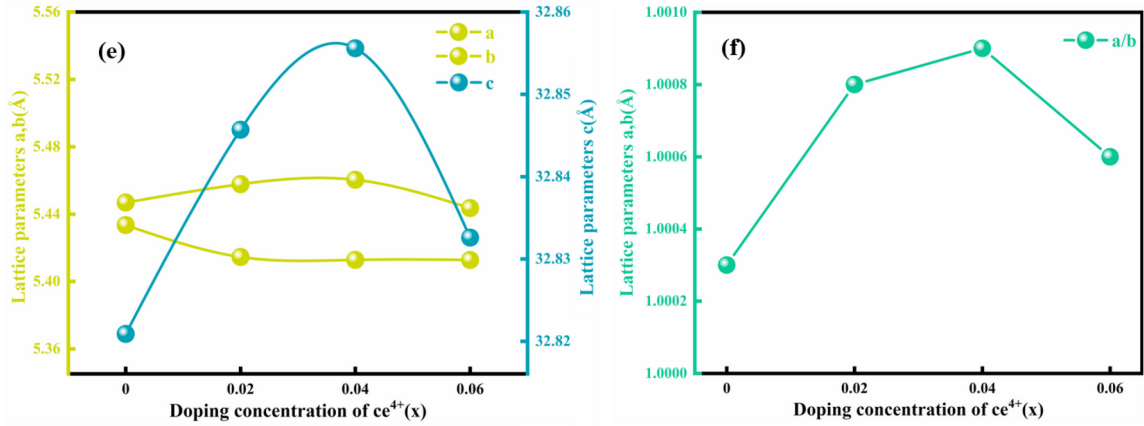 (e)
a
b
c
5.56
5.52
5.48
5.44
5.40
5.36
Lattice parameters a,b(Å)
32.86
32.85
32.84
32.83
32.82
Lattice parameters c(Å)
0 0.02 0.04 0.06
Doping concentration of ce⁴⁺(x)
(f)
a/b
1.0010
1.0008
1.0006
1.0004
1.0002
1.0000
Lattice parameters a,b(Å)
0 0.02 0.04 0.06
Doping concentration of ce⁴⁺(x)